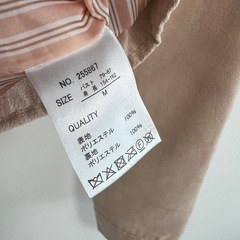 NO. 255867
SIZE バスト 79-87
身長 154-162
M
QUALITY
表地 100%
ポリエステル
裏地 100%
ポリエステル